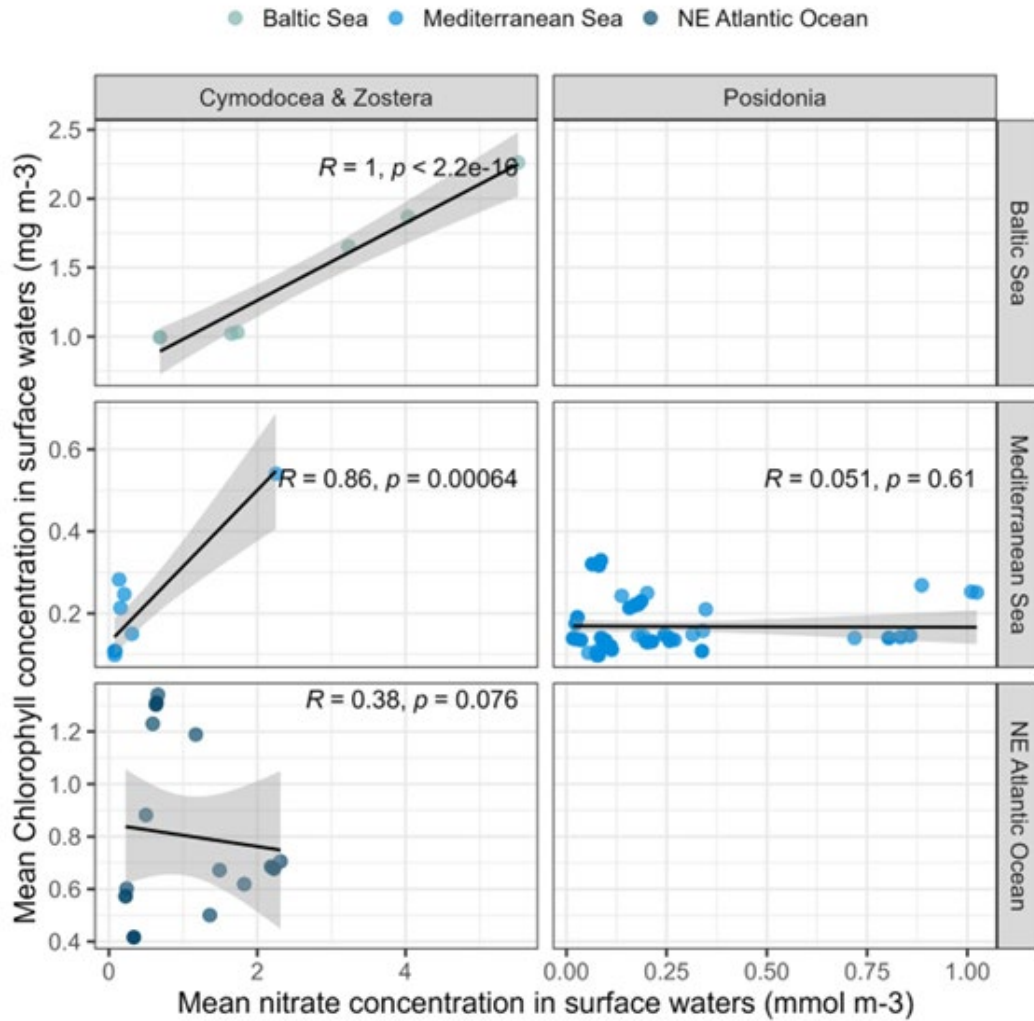 Baltic Sea Mediterranean Sea NE Atlantic Ocean
Cymodocea & Zostera
Posidonia
Mean Chlorophyll concentration in surface waters (mg m-3)
2.5
2.0
1.5
1.0
R = 1, p < 2.2e-16
Baltic Sea
0.6
0.4
0.2
R = 0.86, p = 0.00064
R = 0.051, p = 0.61
Mediterranean Sea
1.2
1.0
0.8
0.6
0.4
R = 0.38, p = 0.076
NE Atlantic Ocean
0 2 4
0.00 0.25 0.50 0.75 1.00
Mean nitrate concentration in surface waters (mmol m-3)